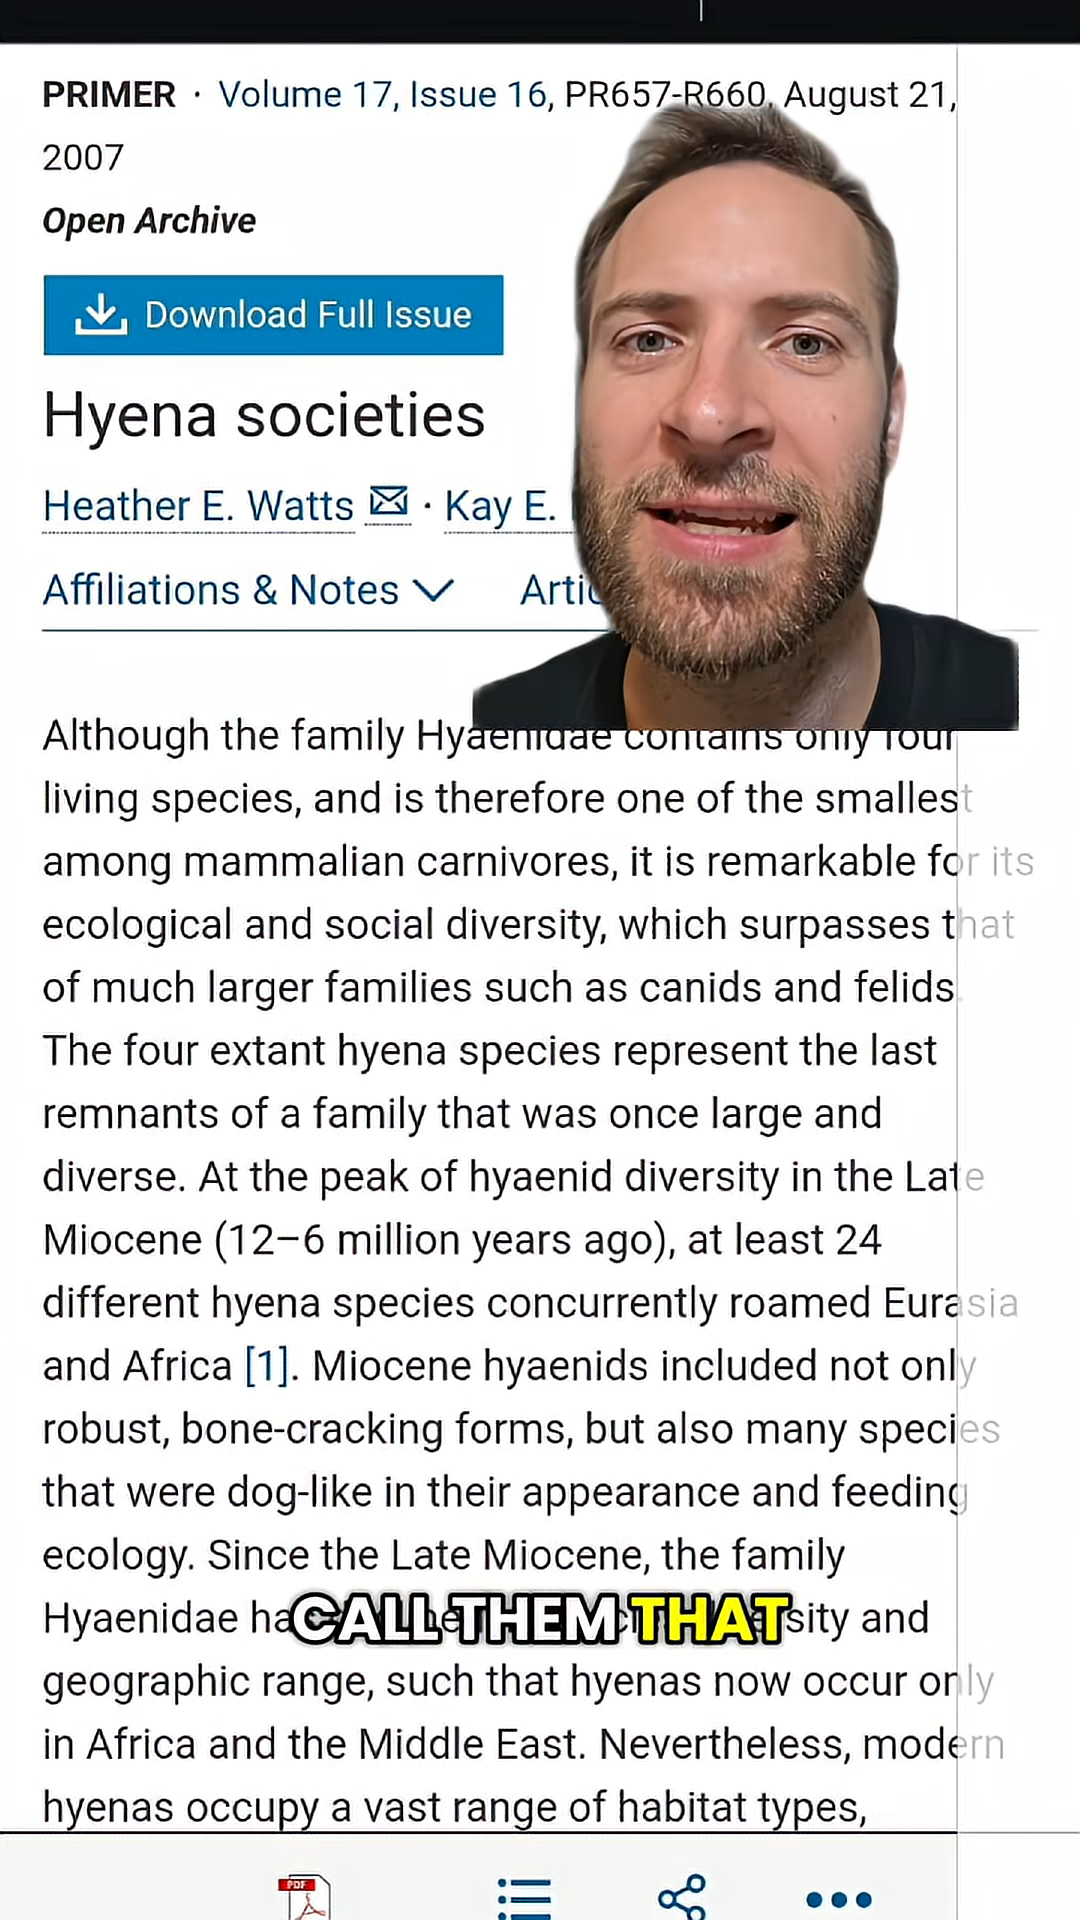 PRIMER · Volume 17, Issue 16, PR657-R660, August 21,
2007
Open Archive
Download Full Issue
Hyena societies
Heather E. Watts · Kay E.
Affiliations & Notes
Although the family Hyaenidae contains only four
living species, and is therefore one of the smallest
among mammalian carnivores, it is remarkable for its
ecological and social diversity, which surpasses that
of much larger families such as canids and felids.
The four extant hyena species represent the last
remnants of a family that was once large and
diverse. At the peak of hyaenid diversity in the Late
Miocene (12–6 million years ago), at least 24
different hyena species concurrently roamed Eurasia
and Africa [1]. Miocene hyaenids included not only
robust, bone-cracking forms, but also many species
that were dog-like in their appearance and feeding
ecology. Since the Late Miocene, the family
Hyaenidae and
CALL THEM THAT
geographic range, such that hyenas now occur only
in Africa and the Middle East. Nevertheless, modern
hyenas occupy a vast range of habitat types,
PDF